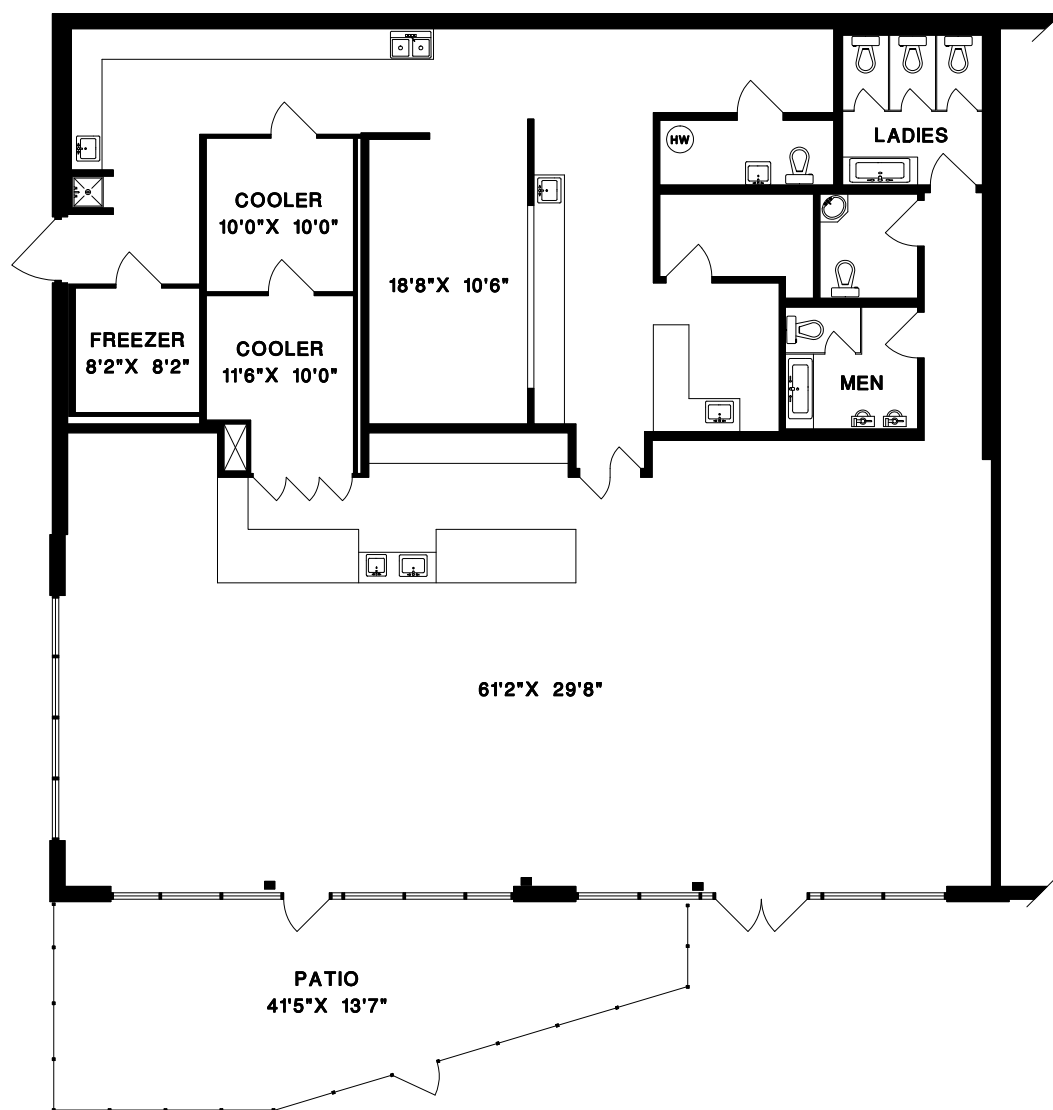 LADIES
HW
COOLER
10'0"X 10'0"
18'8"X 10'6"
FREEZER
8'2"X 8'2"
COOLER
11'6"X 10'0"
MEN
61'2"X 29'8"
PATIO
41'5"X 13'7"